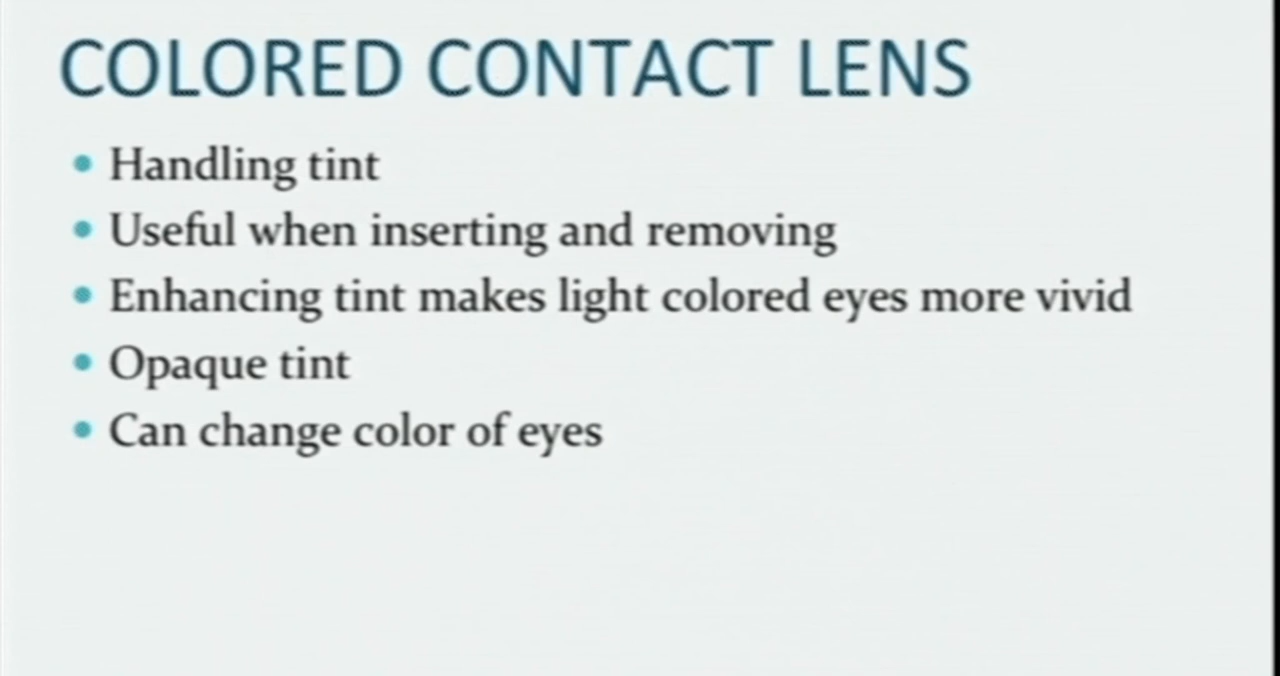 COLORED CONTACT LENS
• Handling tint
• Useful when inserting and removing
• Enhancing tint makes light colored eyes more vivid
• Opaque tint
• Can change color of eyes